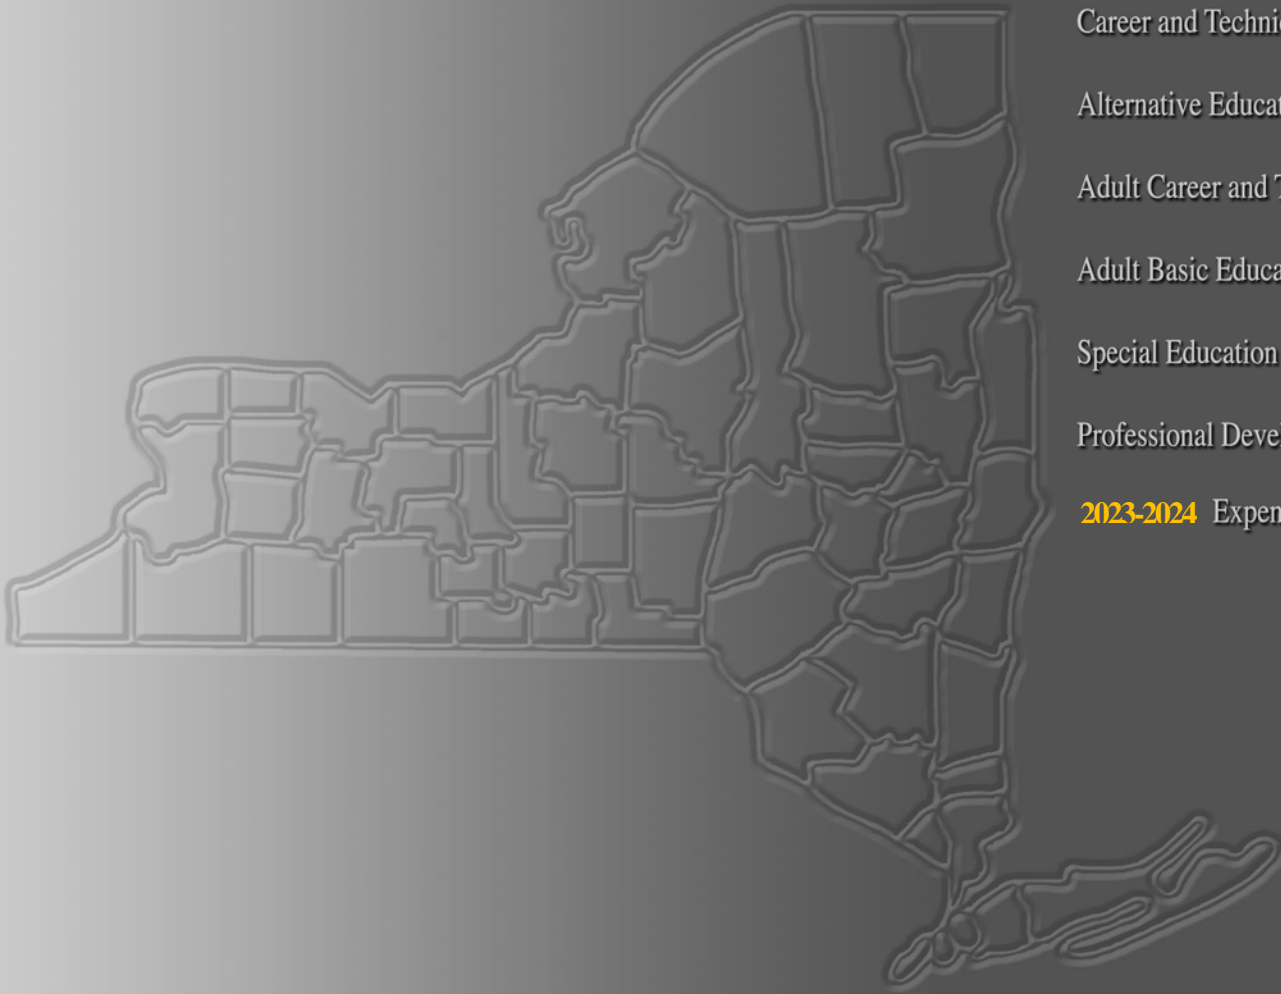 Career and Techni
Alternative Educat
Adult Career and T
Adult Basic Educa
Special Education
Professional Deve
2023-2024 Expen